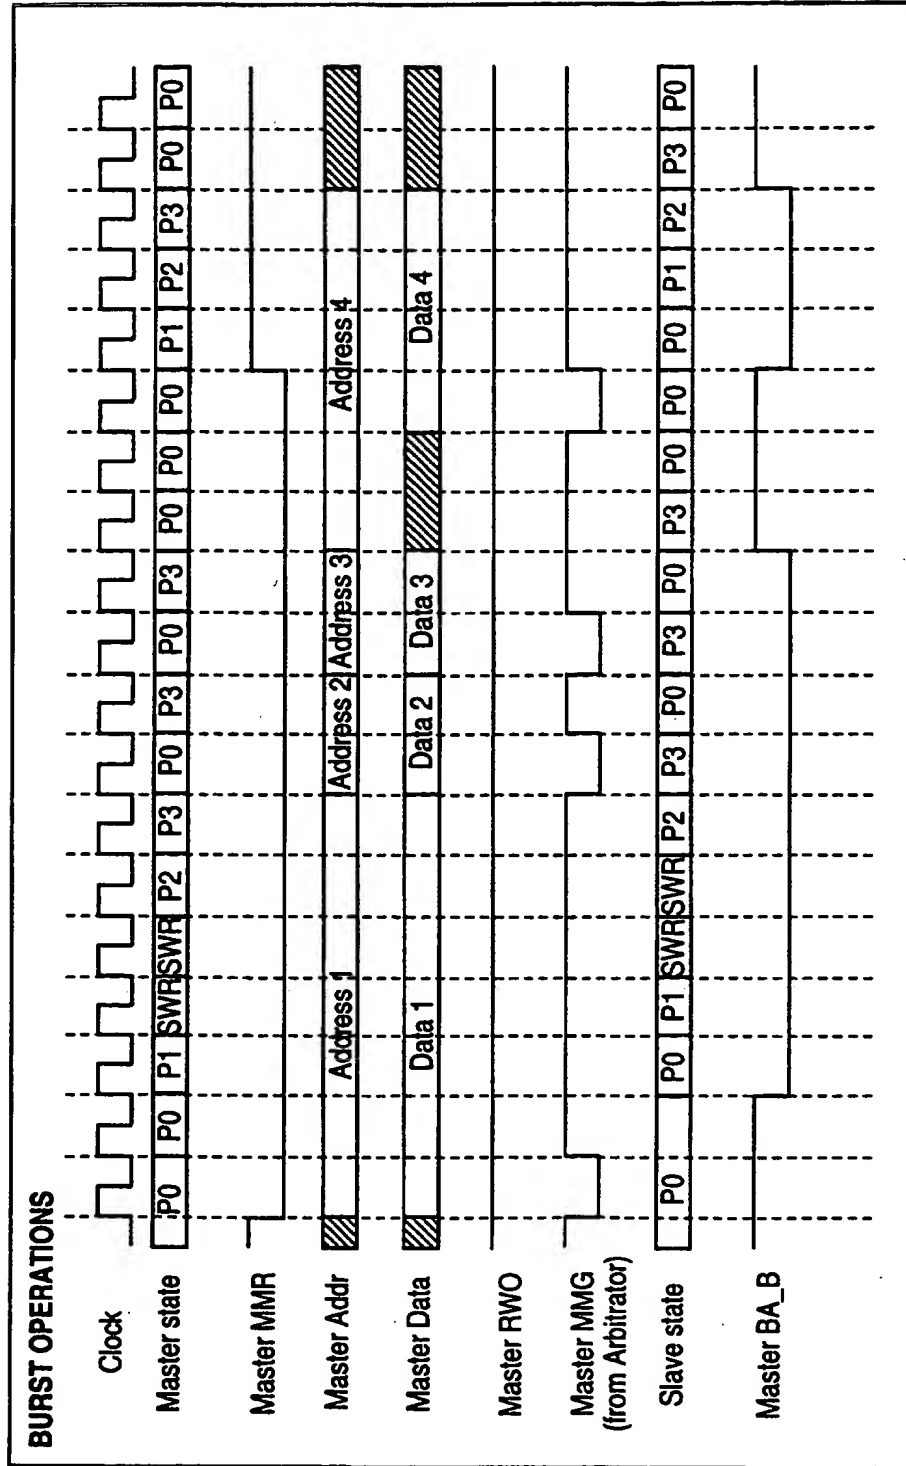 BURST OPERATIONS
Clock
Master state P0 P0 P1 SWR SWR P2 P3 P0 P3 P0 P3 P0 P0 P0 P1 P2 P3 P0 P0
Master MMR
Master Addr Address 1 Address 2 Address 3 Address 4
Master Data Data 1 Data 2 Data 3 Data 4
Master RWO
Master MMG
(from Arbitrator)
Slave state P0 P0 P1 SWR SWR P2 P3 P0 P3 P0 P3 P0 P0 P0 P1 P2 P3 P0
Master BA_B